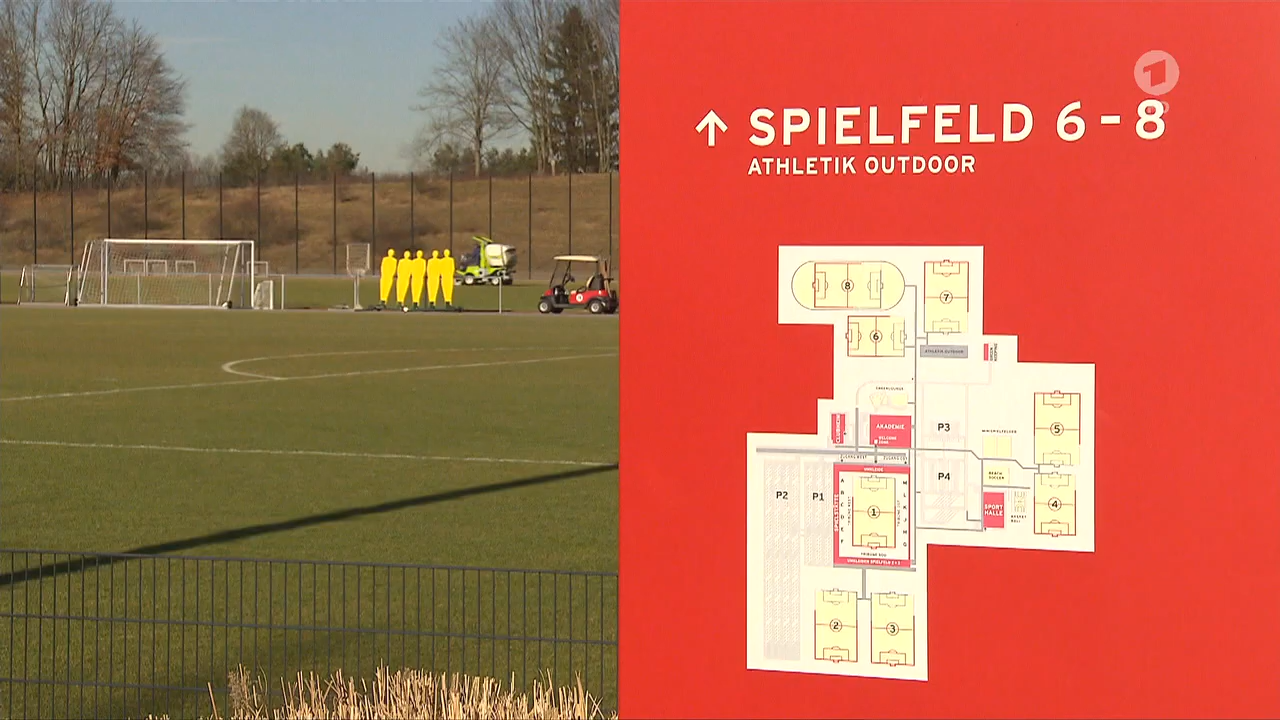 1
SPIELFELD 6 - 8
ATHLETIK OUTDOOR
8
7
6
ATHLETIK OUTDOOR
5
AKADEMIE
P3
P4
4
SPORT
HALLE
P2
P1
1
A
B
C
D
E
F
M
L
K
J
H
G
2
3